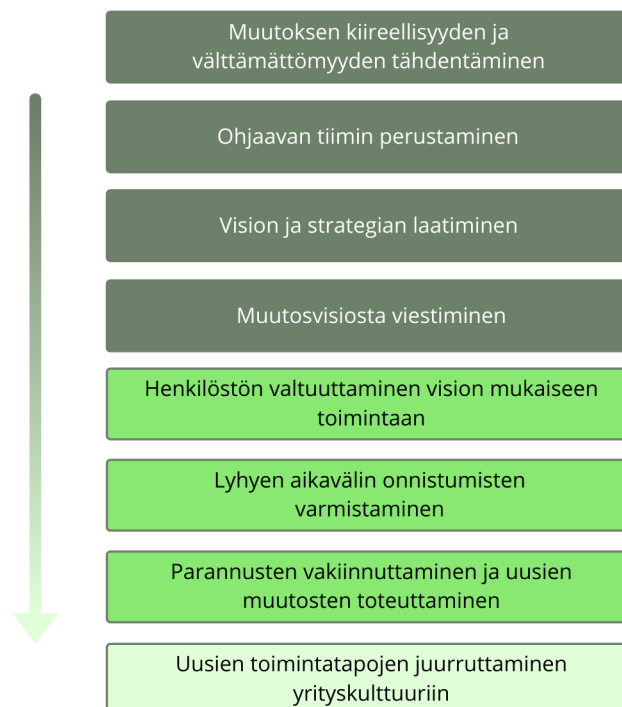 Muutoksen kiireellisyyden ja
välttämättömyyden tähdentäminen
Ohjaavan tiimin perustaminen
Vision ja strategian laatiminen
Muutosvisiosta viestiminen
Henkilöstön valtuuttaminen vision mukaiseen
toimintaan
Lyhyen aikavälin onnistumisten
varmistaminen
Parannusten vakiinnuttaminen ja uusien
muutosten toteuttaminen
Uusien toimintatapojen juurruttaminen
yrityskulttuuriin